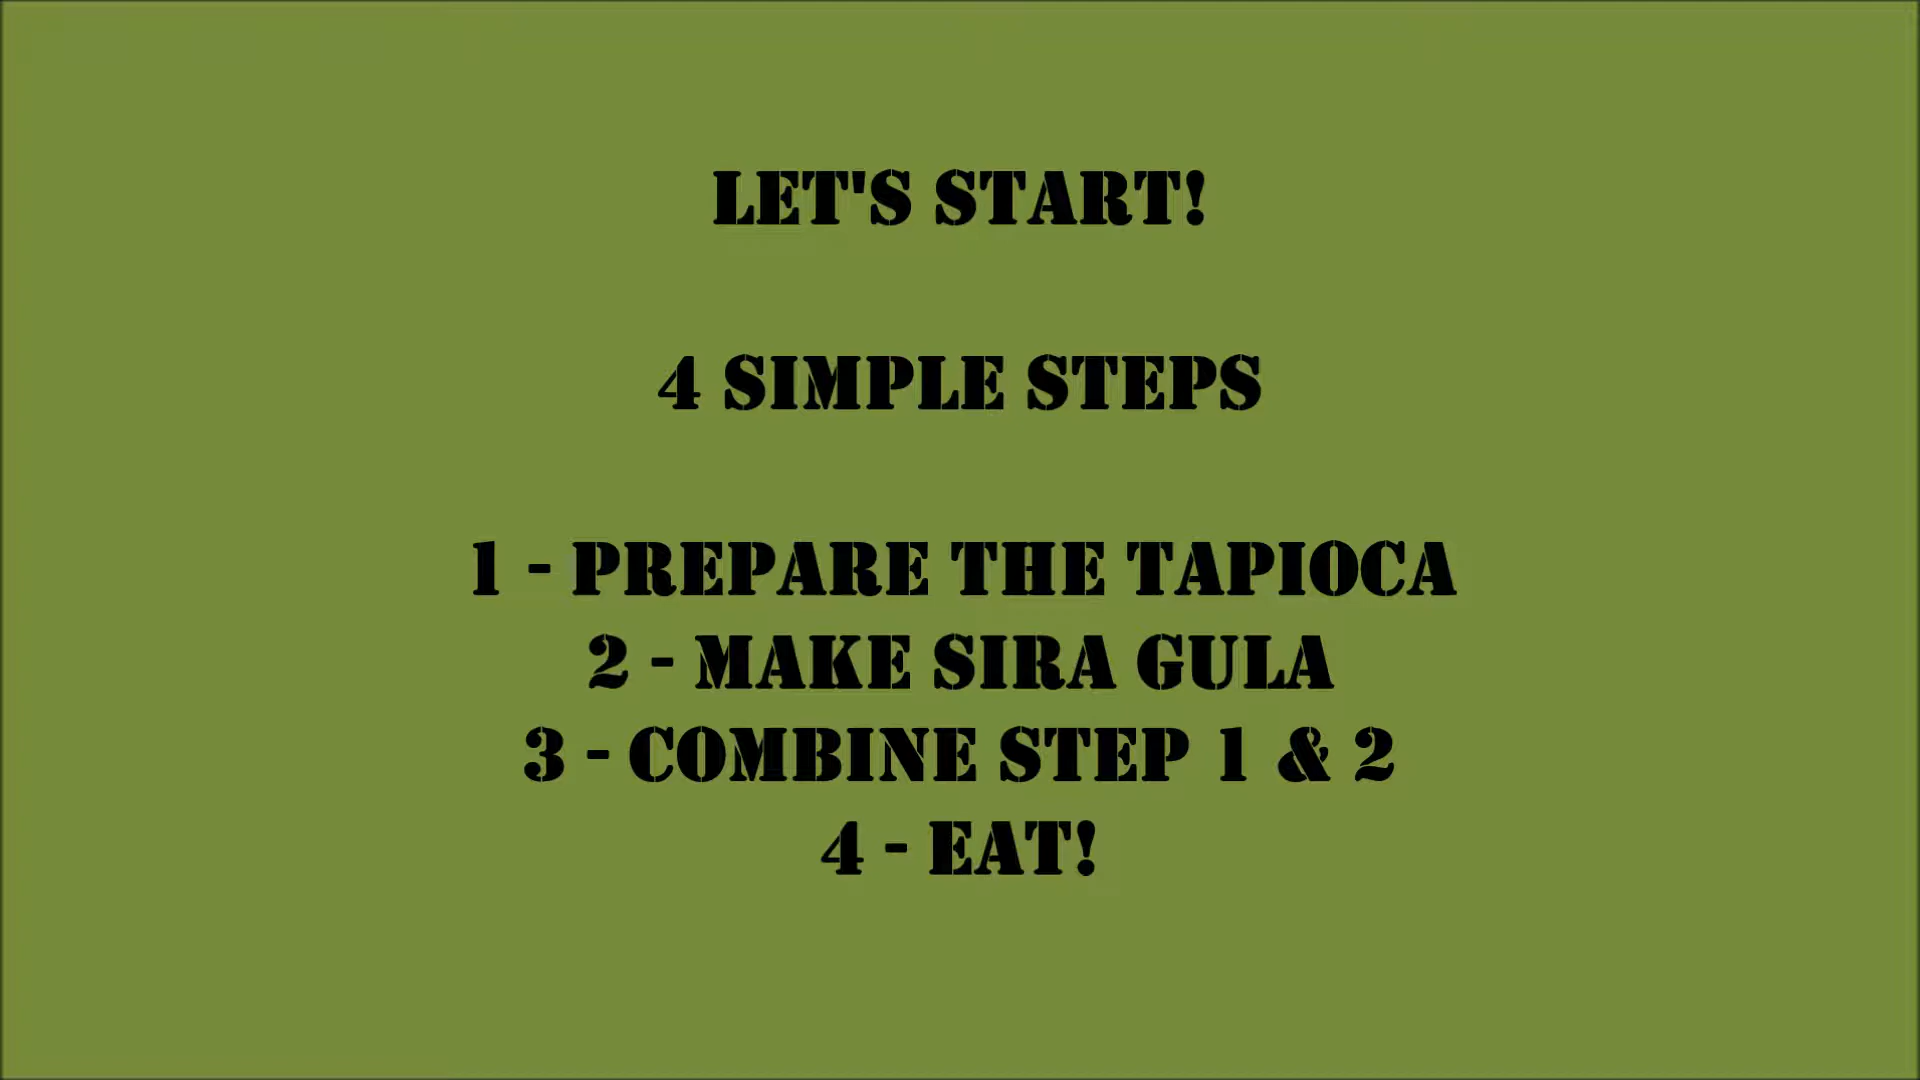 LET'S START!
4 SIMPLE STEPS
1 - PREPARE THE TAPIOCA
2 - MAKE SIRA GULA
3 - COMBINE STEP 1 & 2
4 - EAT!